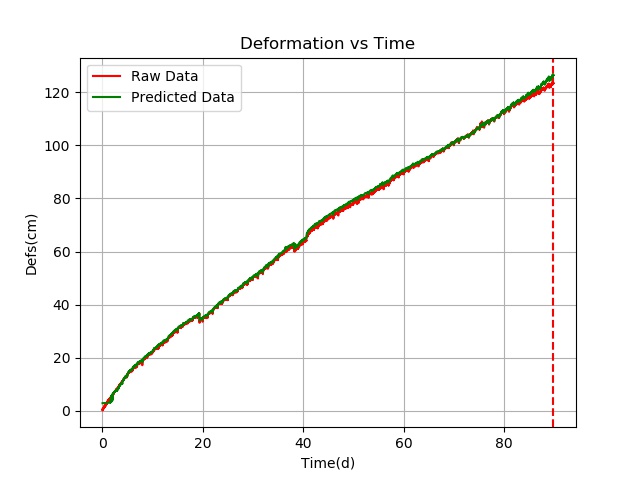 Deformation vs Time
Raw Data
Predicted Data
120
100
80
60
40
20
0
Defs(cm)
0 20 40 60 80
Time(d)